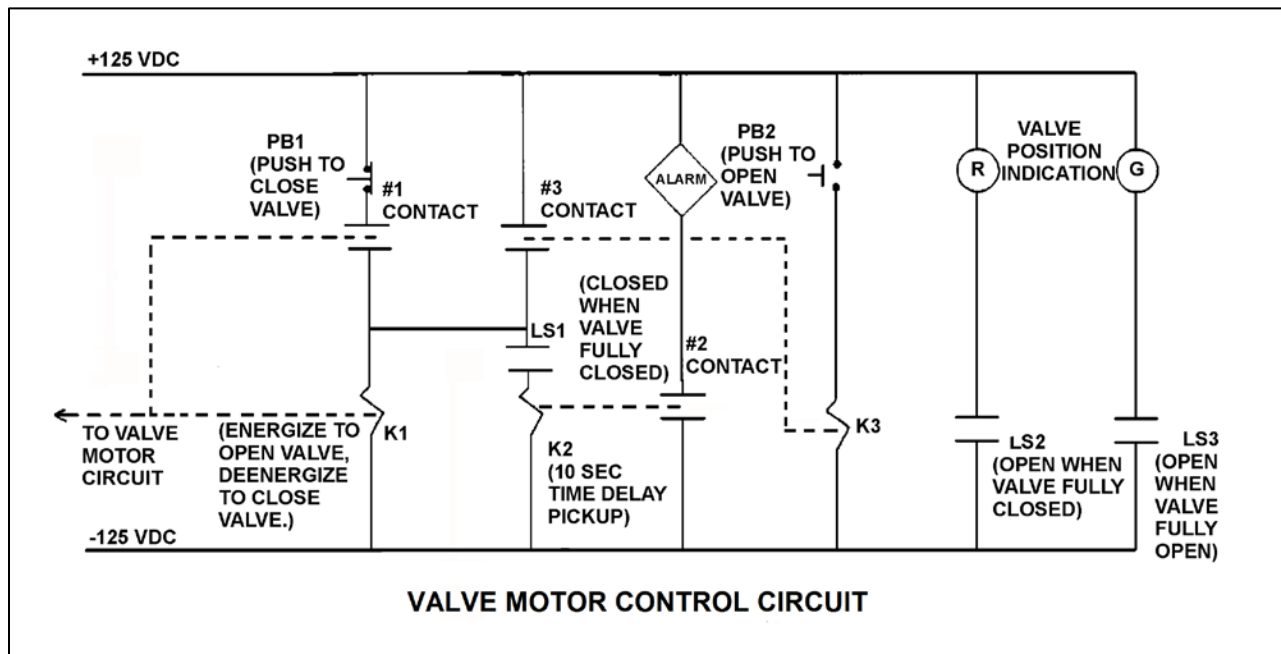 +125 VDC
PB1
(PUSH TO
CLOSE
VALVE)
#1
CONTACT
#3
CONTACT
ALARM
PB2
(PUSH TO
OPEN
VALVE)
R
VALVE
POSITION
INDICATION
G
(CLOSED
WHEN
VALVE
FULLY
CLOSED)
LS1
#2
CONTACT
TO VALVE
MOTOR
CIRCUIT
(ENERGIZE TO
OPEN VALVE,
DEENERGIZE
TO CLOSE
VALVE.)
K1
K2
(10 SEC
TIME DELAY
PICKUP)
K3
LS2
(OPEN WHEN
VALVE FULLY
CLOSED)
LS3
(OPEN
WHEN
VALVE
FULLY
OPEN)
-125 VDC
VALVE MOTOR CONTROL CIRCUIT